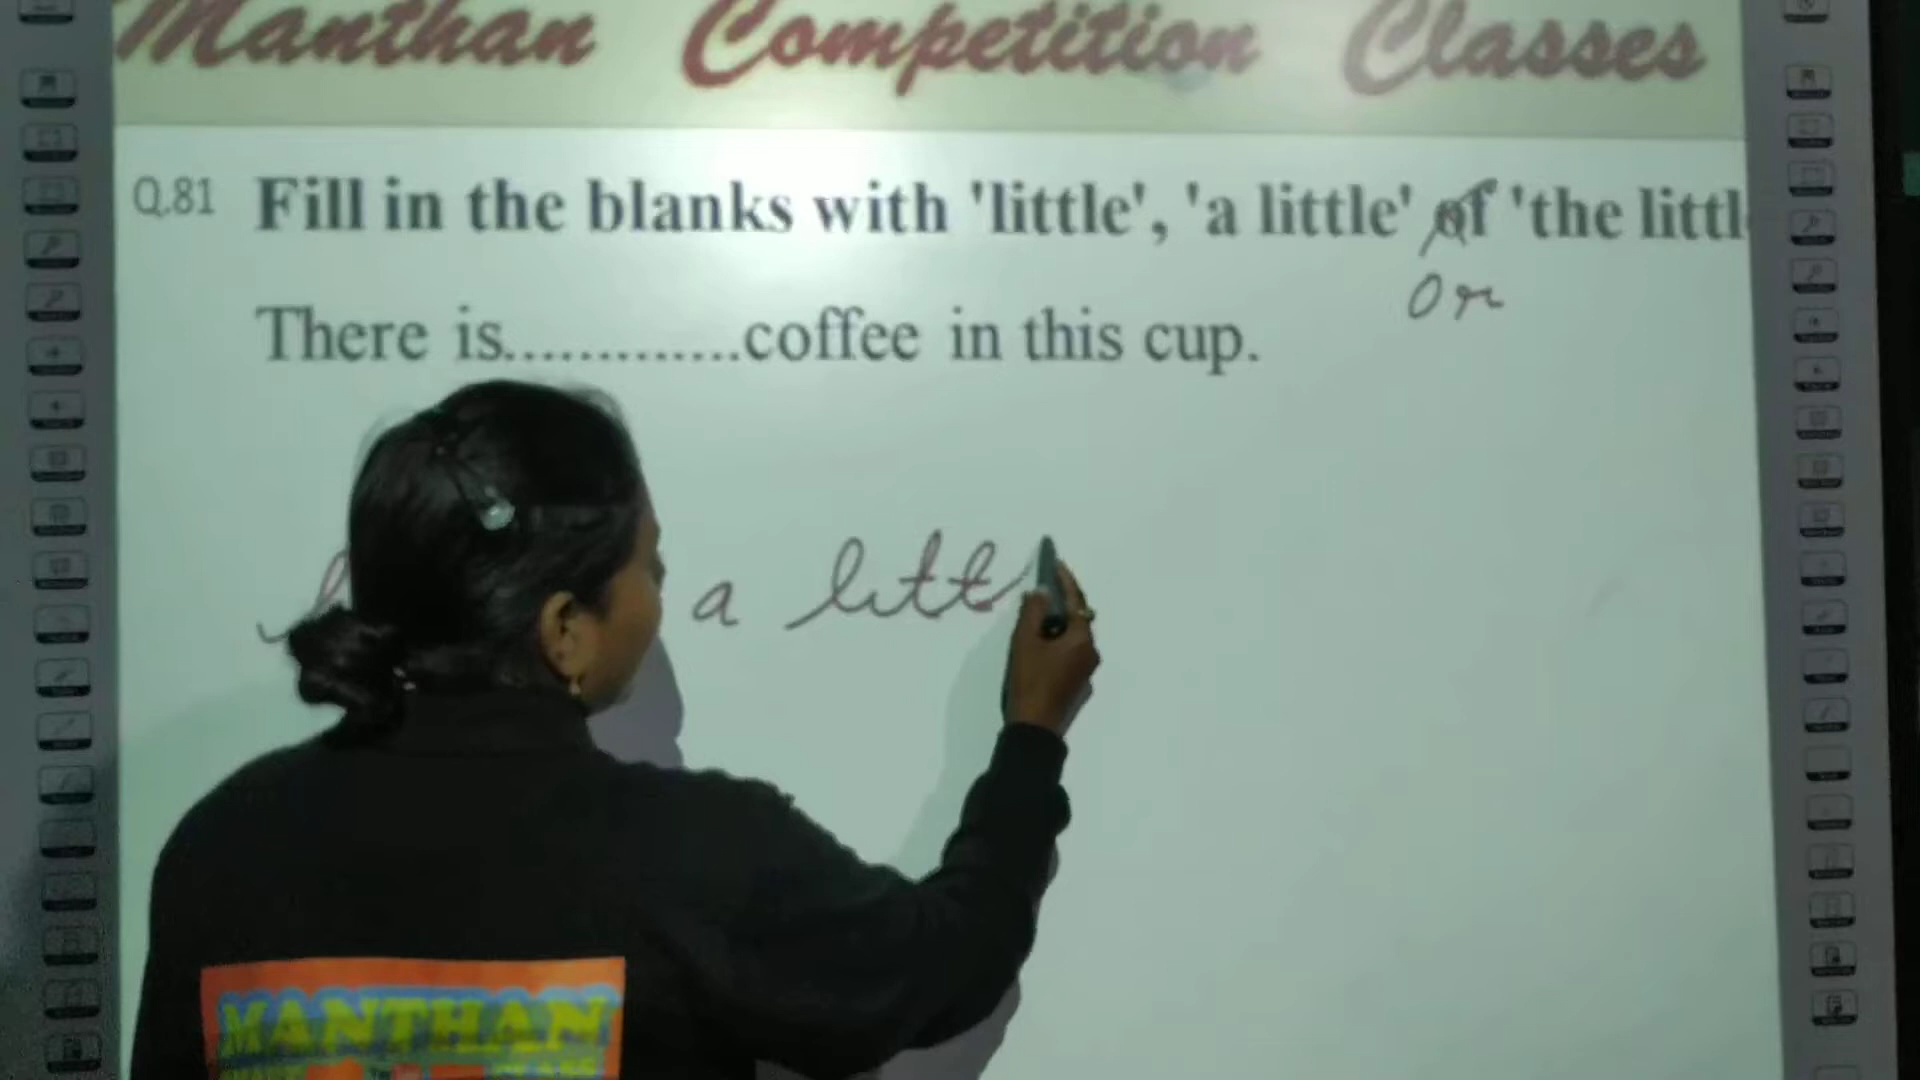 Manthan Competition Classes
Q.81 Fill in the blanks with 'little', 'a little' of 'the littl
or
There is.............coffee in this cup.
a litt
MANTHAN